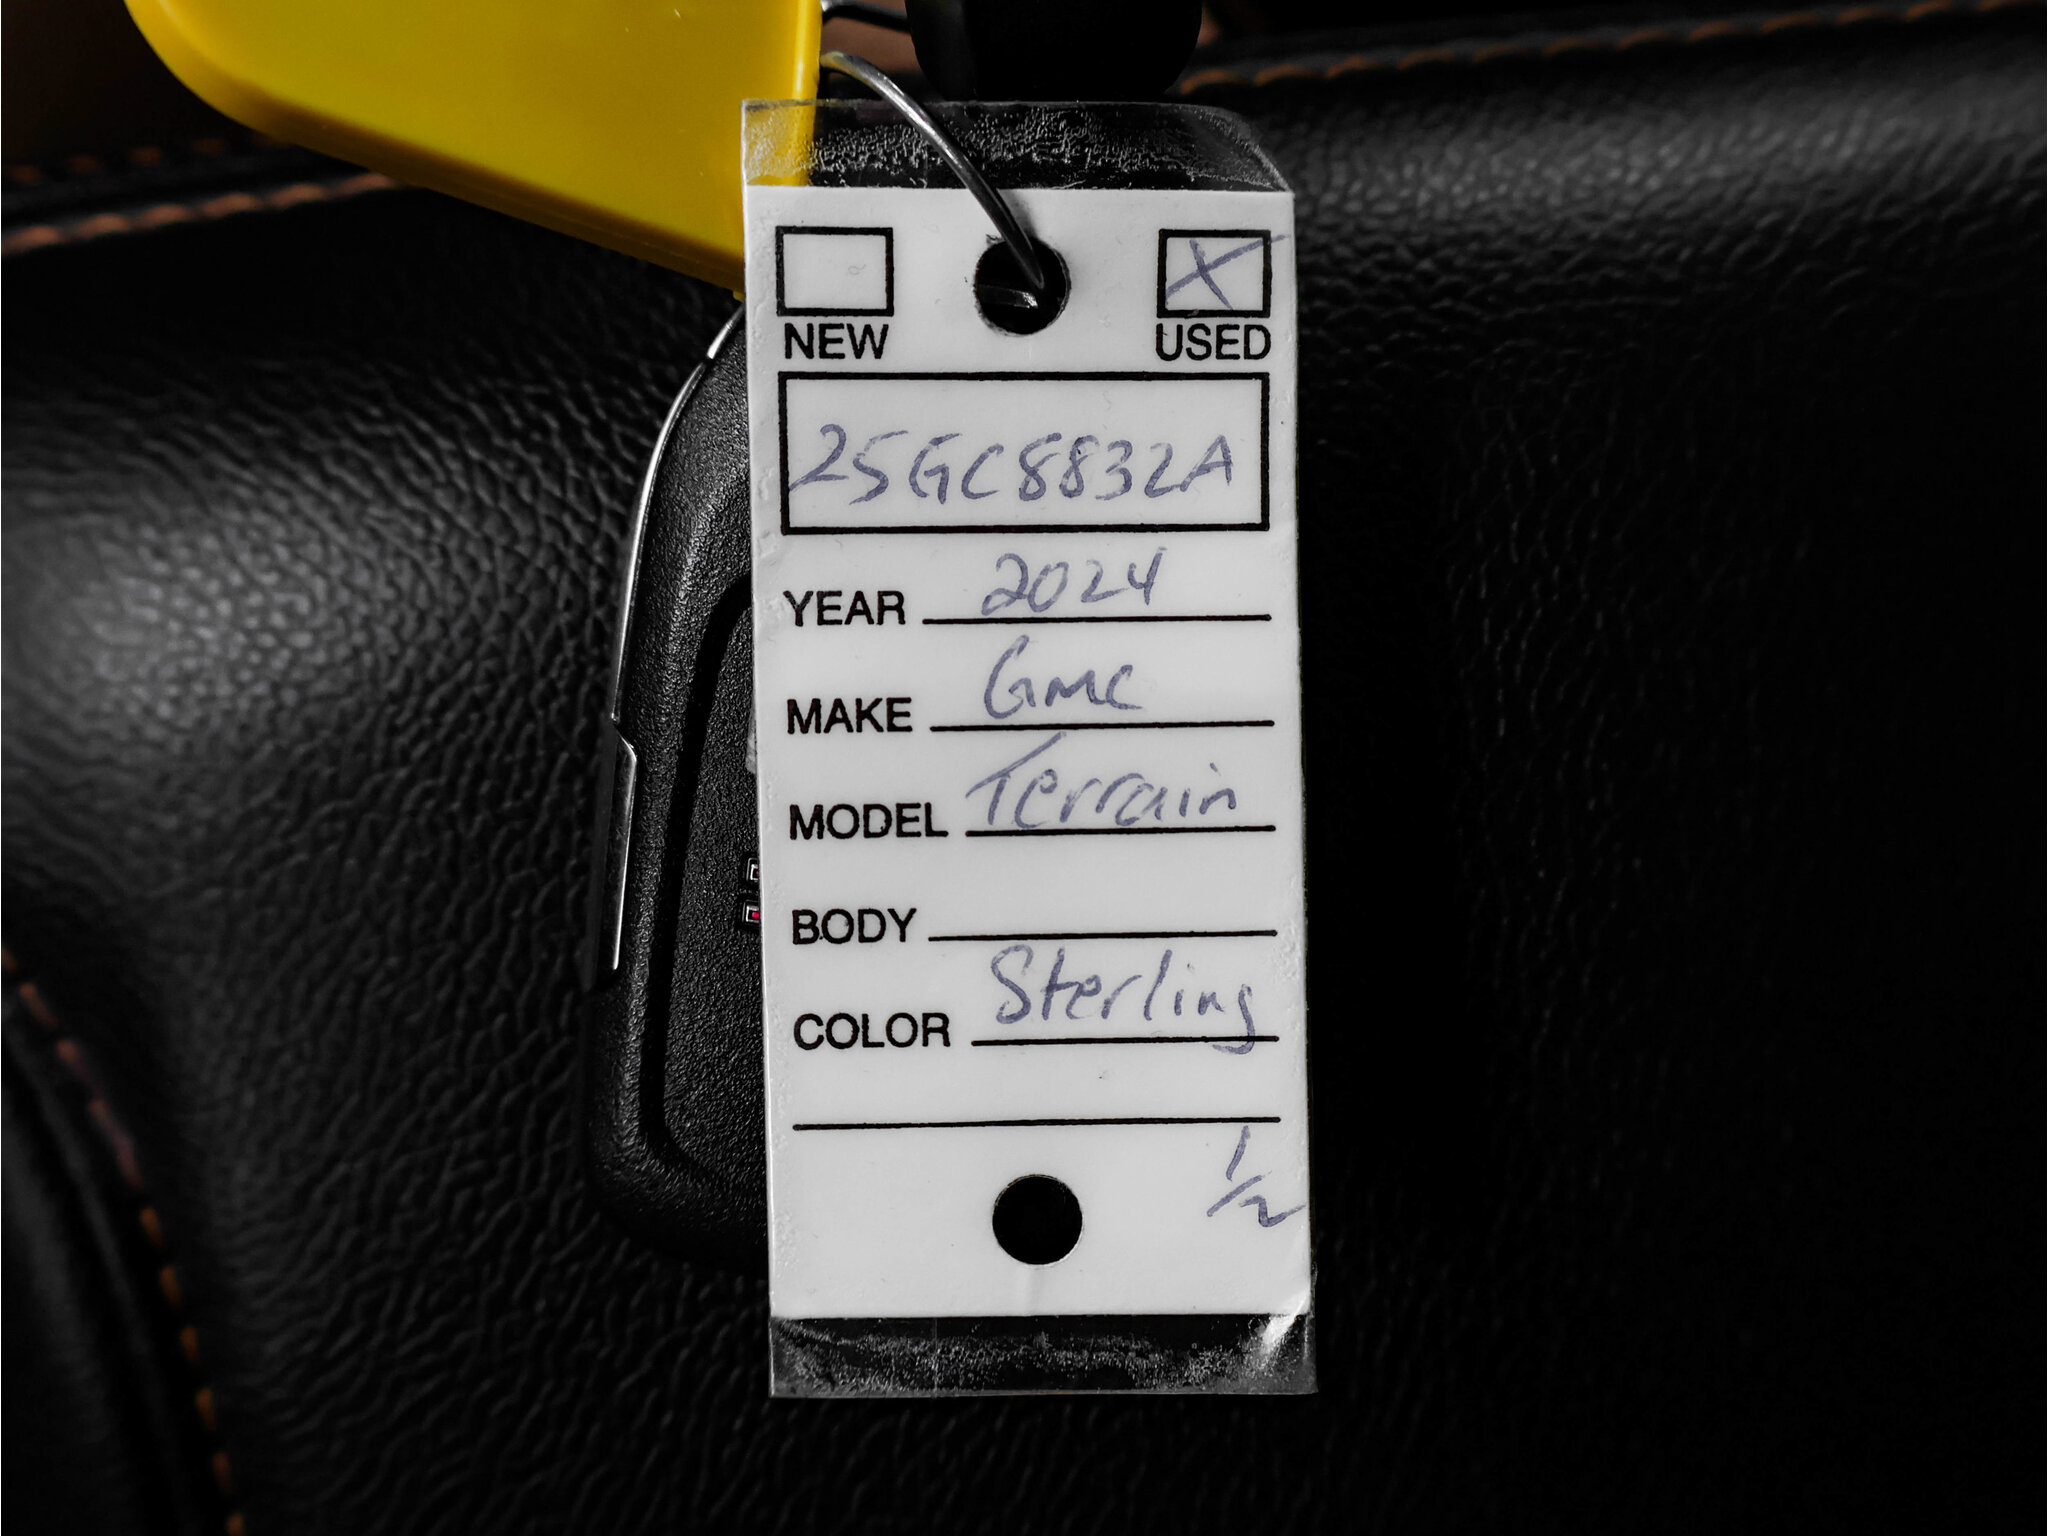 NEW USED
25GC8832A
YEAR 2024
MAKE GMC
MODEL Terrain
BODY
COLOR Sterling
1/2